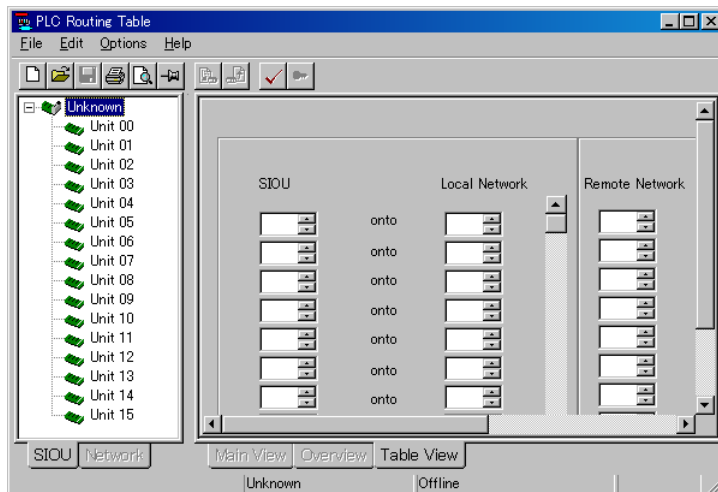 PLC Routing Table
File Edit Options Help
Unknown
Unit 00
Unit 01
Unit 02
Unit 03
Unit 04
Unit 05
Unit 06
Unit 07
Unit 08
Unit 09
Unit 10
Unit 11
Unit 12
Unit 13
Unit 14
Unit 15
SIOU Network
SIOU Local Network Remote Network
onto
onto
onto
onto
onto
onto
onto
Main View Overview Table View
Unknown Offline